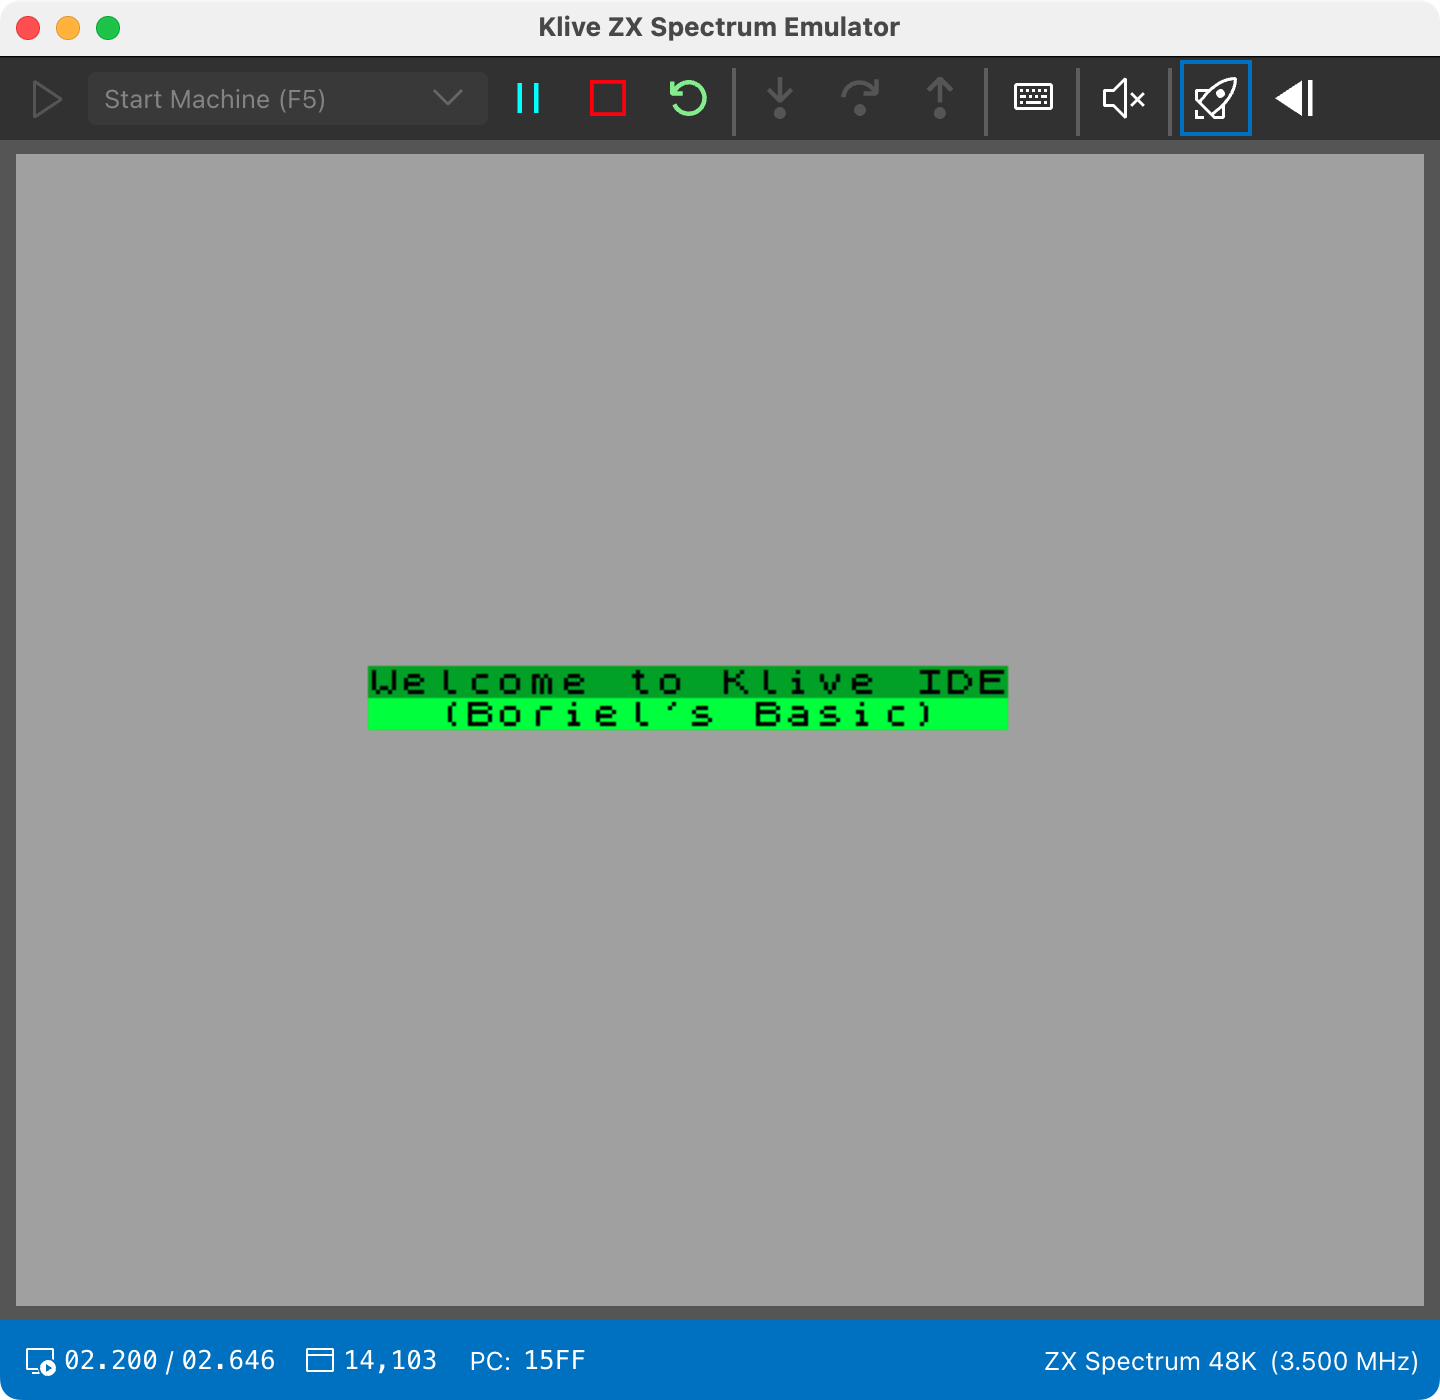 Klive ZX Spectrum Emulator
Start Machine (F5)
Welcome to Klive IDE
(Boriel's Basic)
02.200 / 02.646 14,103 PC: 15FF ZX Spectrum 48K (3.500 MHz)